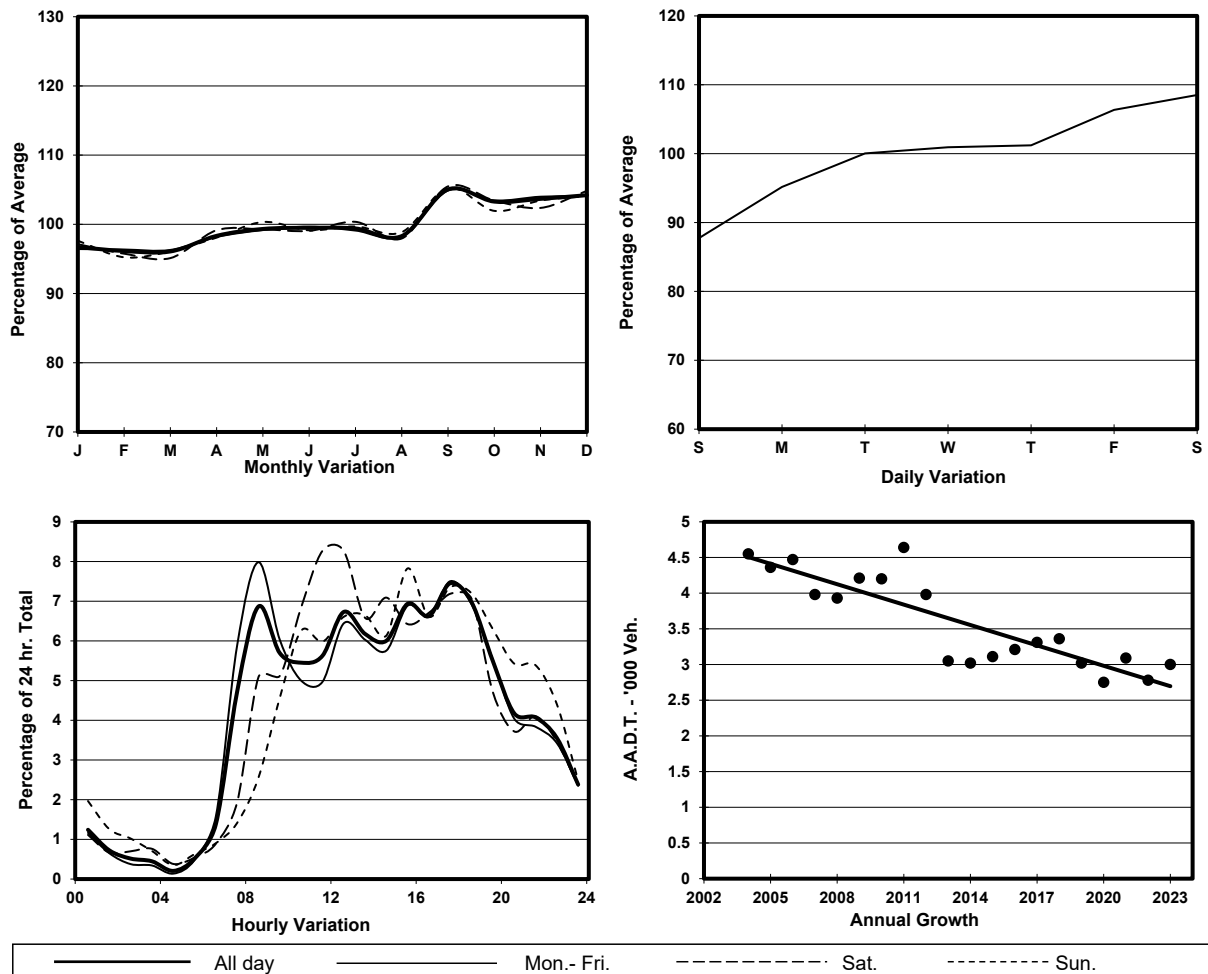 130
120
110
100
90
80
70
Percentage of Average
J F M A M J J A S O N D
Monthly Variation
120
110
100
90
80
70
60
Percentage of Average
S M T W T F S
Daily Variation
9
8
7
6
5
4
3
2
1
0
Percentage of 24 hr. Total
00 04 08 12 16 20 24
Hourly Variation
5
4.5
4
3.5
3
2.5
2
1.5
1
0.5
0
A.A.D.T. - '000 Veh.
2002 2005 2008 2011 2014 2017 2020 2023
Annual Growth
All day Mon.- Fri. Sat. Sun.